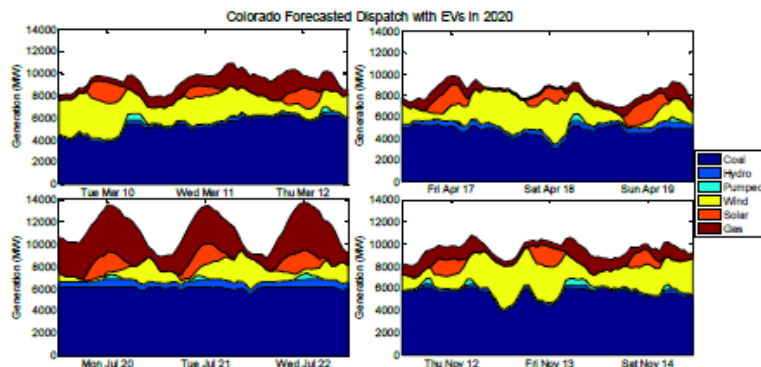 Colorado Forecasted Dispatch with EVs in 2020
Generation (MW)
14000
12000
10000
8000
6000
4000
2000
0
Tue Mar 10 Wed Mar 11 Thu Mar 12
Generation (MW)
14000
12000
10000
8000
6000
4000
2000
0
Fri Apr 17 Sat Apr 18 Sun Apr 19
Generation (MW)
14000
12000
10000
8000
6000
4000
2000
0
Mon Jul 20 Tue Jul 21 Wed Jul 22
Generation (MW)
14000
12000
10000
8000
6000
4000
2000
0
Thu Nov 12 Fri Nov 13 Sat Nov 14
Coal
Hydro
Pumped
Wind
Solar
Gas